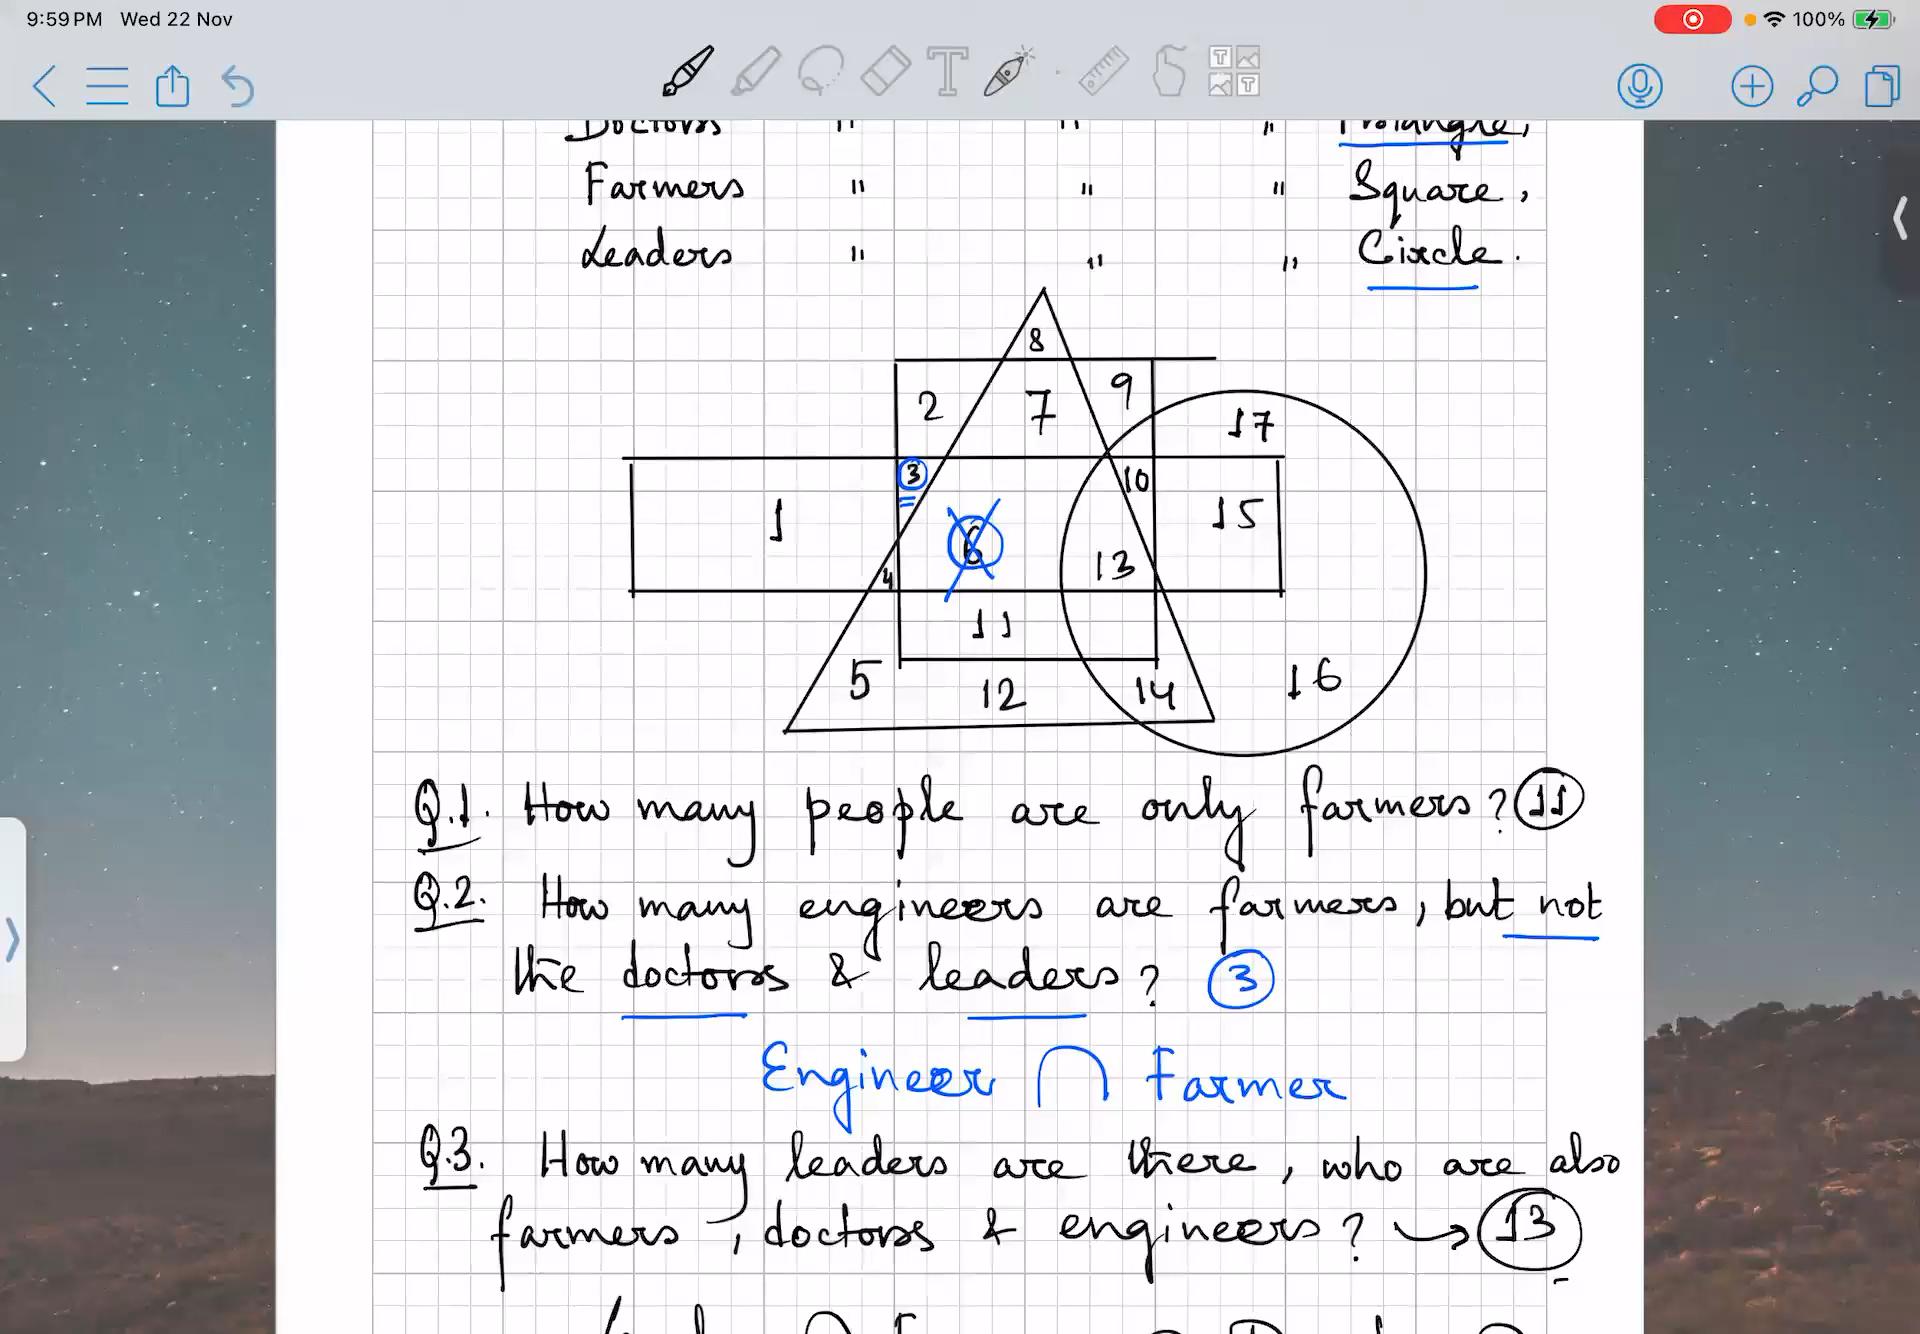 9:59 PM Wed 22 Nov 100%
Doctors " " " Triangle,
Farmers " " " Square,
Leaders " " " Circle.
8
2 7 9
17
3 10
1 6 15
4 13
11
5 12 14 16
Q.1. How many people are only farmers? 11
Q.2. How many engineers are farmers, but not
the doctors & leaders? 3
Engineer ∩ Farmer
Q.3. How many leaders are there, who are also
farmers, doctors & engineers? → 13